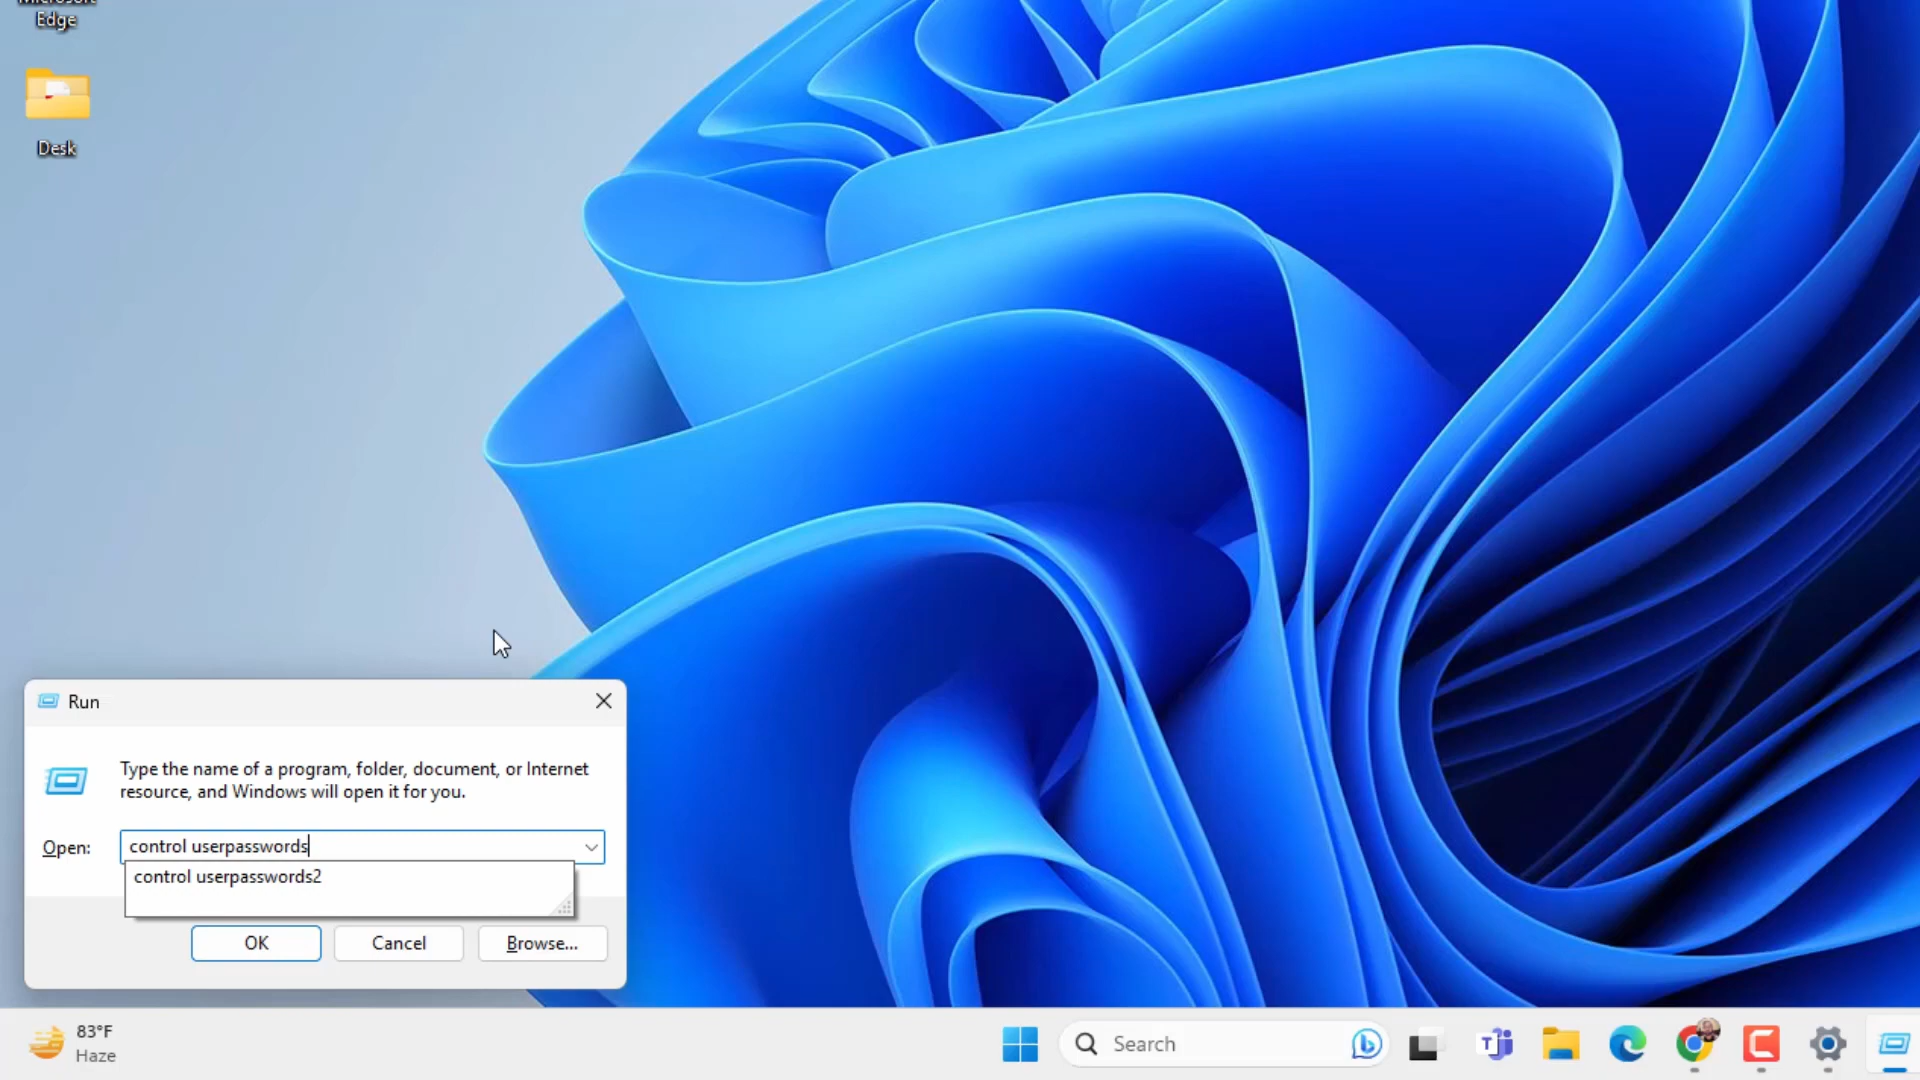 Microsoft
Edge
Desk
Run
Type the name of a program, folder, document, or Internet
resource, and Windows will open it for you.
Open:
control userpasswords
control userpasswords2
OK
Cancel
Browse...
83°F
Haze
Search